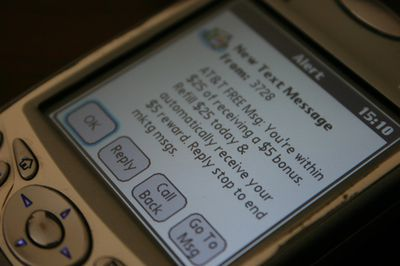 Alert
15:10
New Text Message
From: 3728
AT&T FREE Msg. You're within
$25 of receiving a $5 bonus.
Refill $25 today &
automatically receive your
$5 reward. Reply stop to end
mktg msgs.
OK
Reply
Call
Back
Go To
Msg